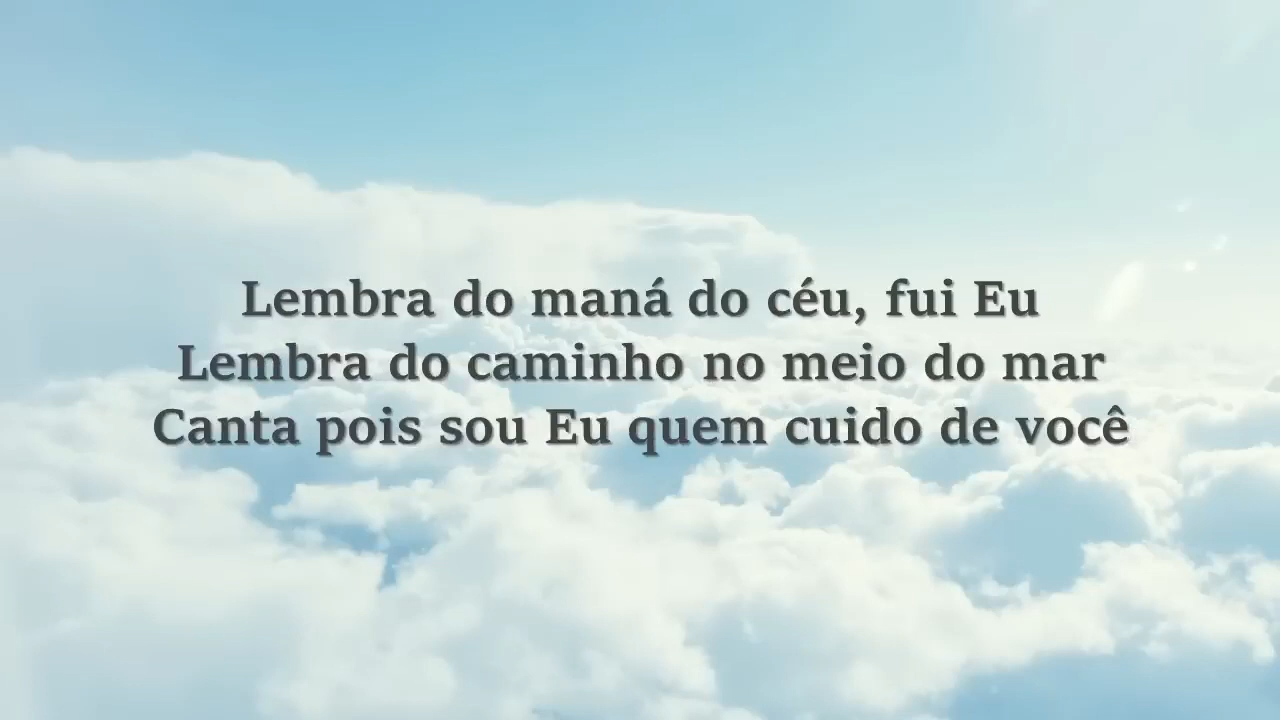 Lembra do maná do céu, fui Eu
Lembra do caminho no meio do mar
Canta pois sou Eu quem cuido de você